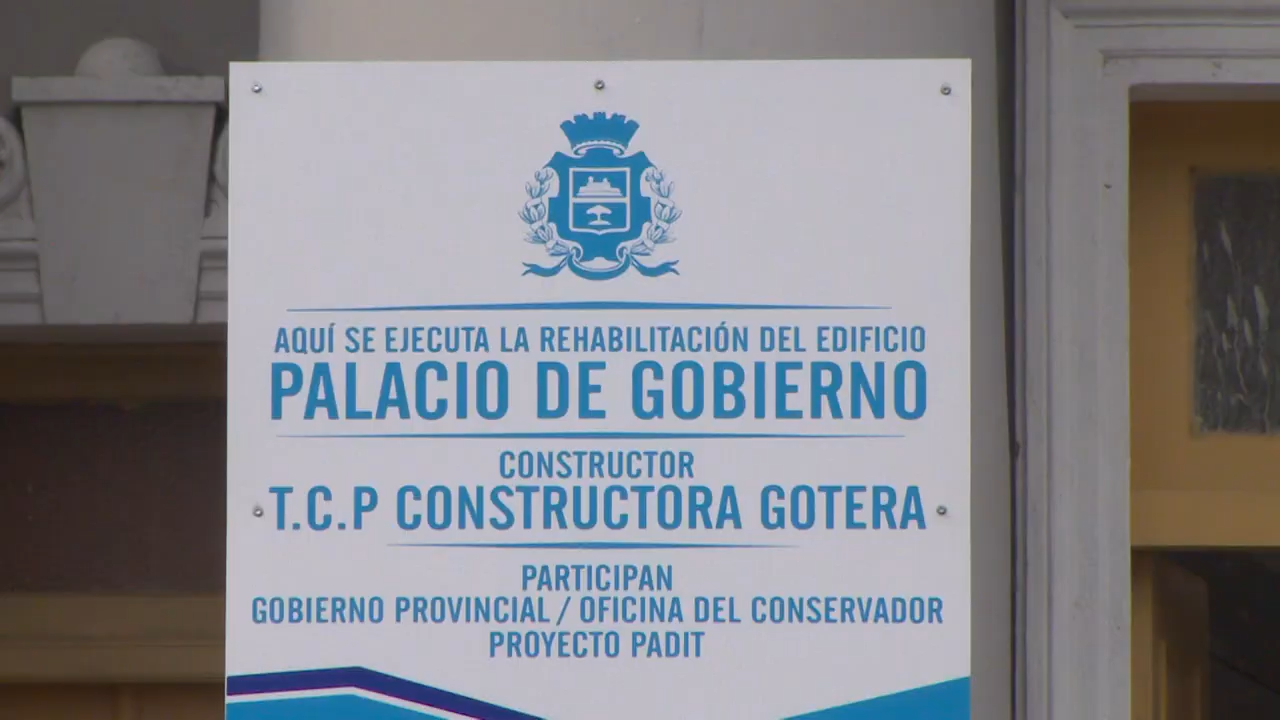 AQUÍ SE EJECUTA LA REHABILITACIÓN DEL EDIFICIO
PALACIO DE GOBIERNO
CONSTRUCTOR
T.C.P CONSTRUCTORA GOTERA
PARTICIPAN
GOBIERNO PROVINCIAL / OFICINA DEL CONSERVADOR
PROYECTO PADIT